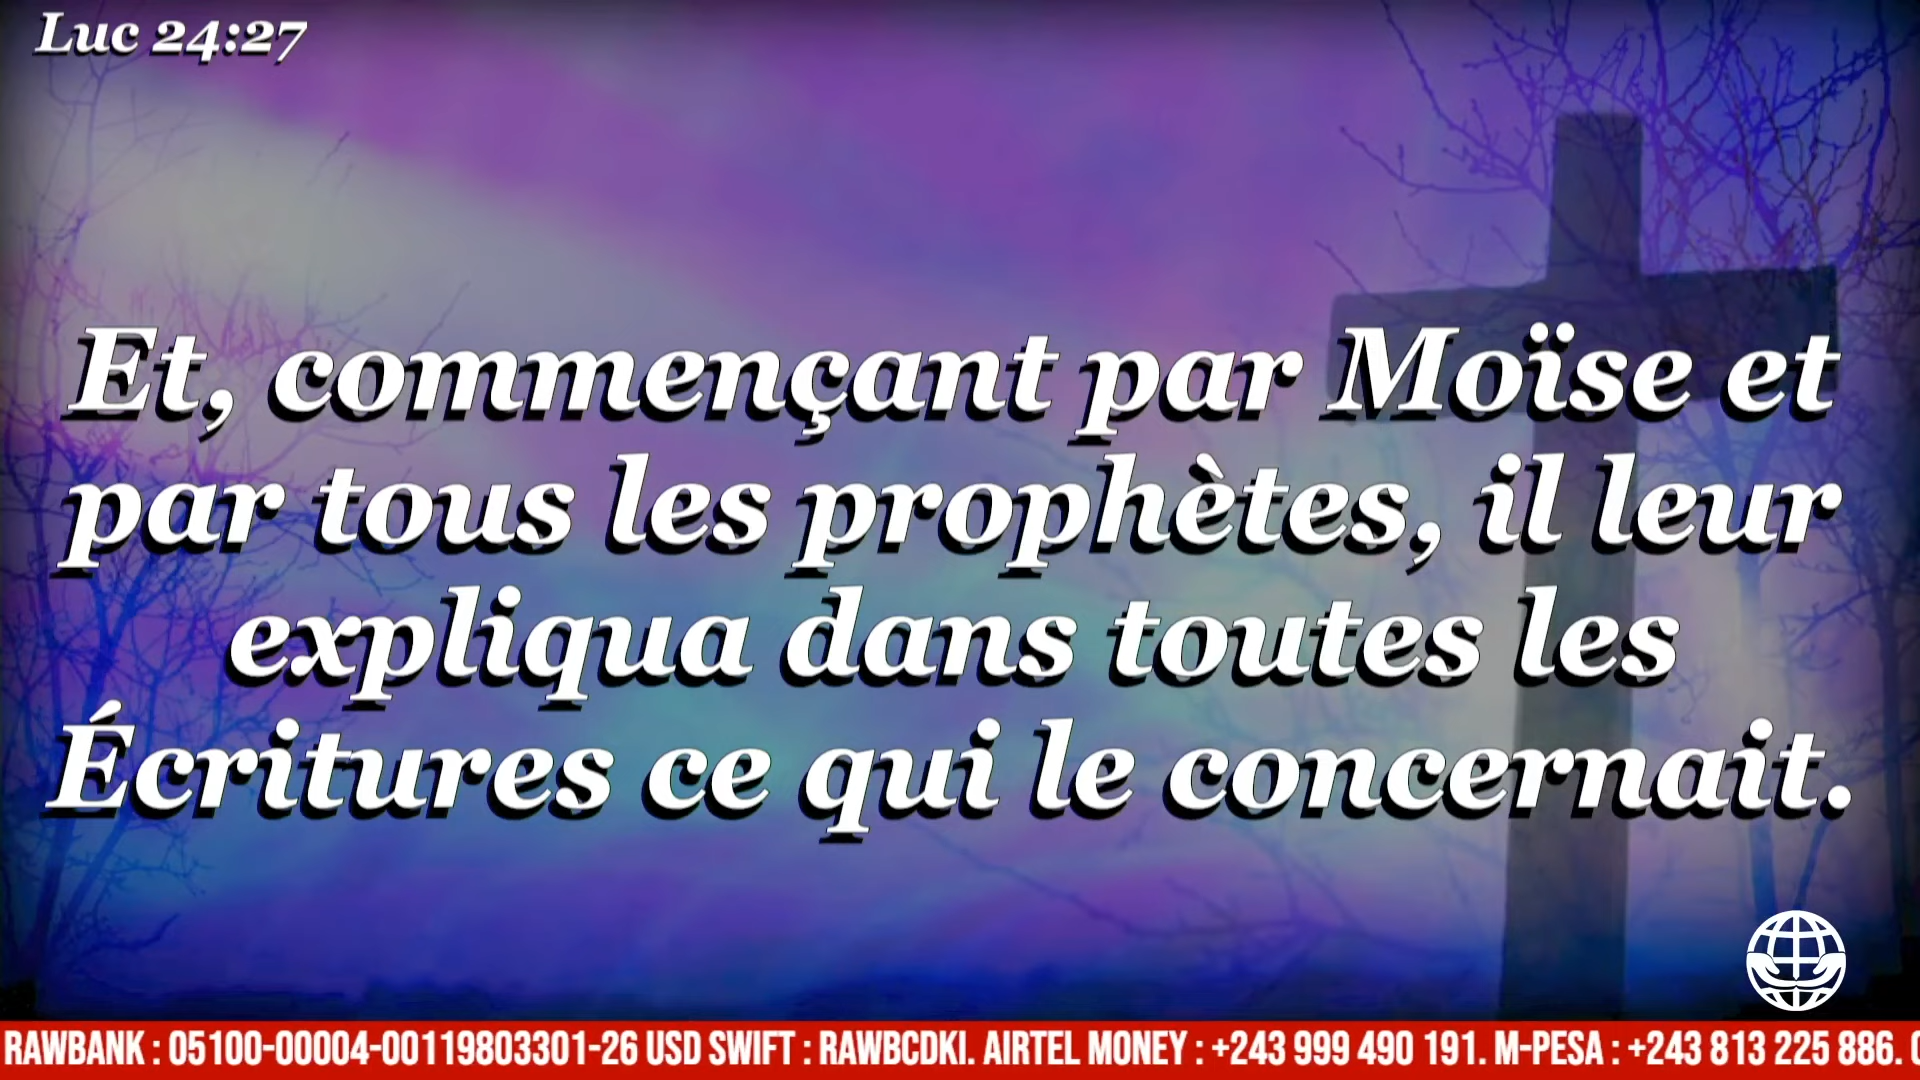 Luc 24:27
Et, commençant par Moïse et
par tous les prophètes, il leur
expliqua dans toutes les
Écritures ce qui le concernait.
RAWBANK : 05100-00004-00119803301-26 USD SWIFT : RAWBCDKI. AIRTEL MONEY : +243 999 490 191. M-PESA : +243 813 225 886.